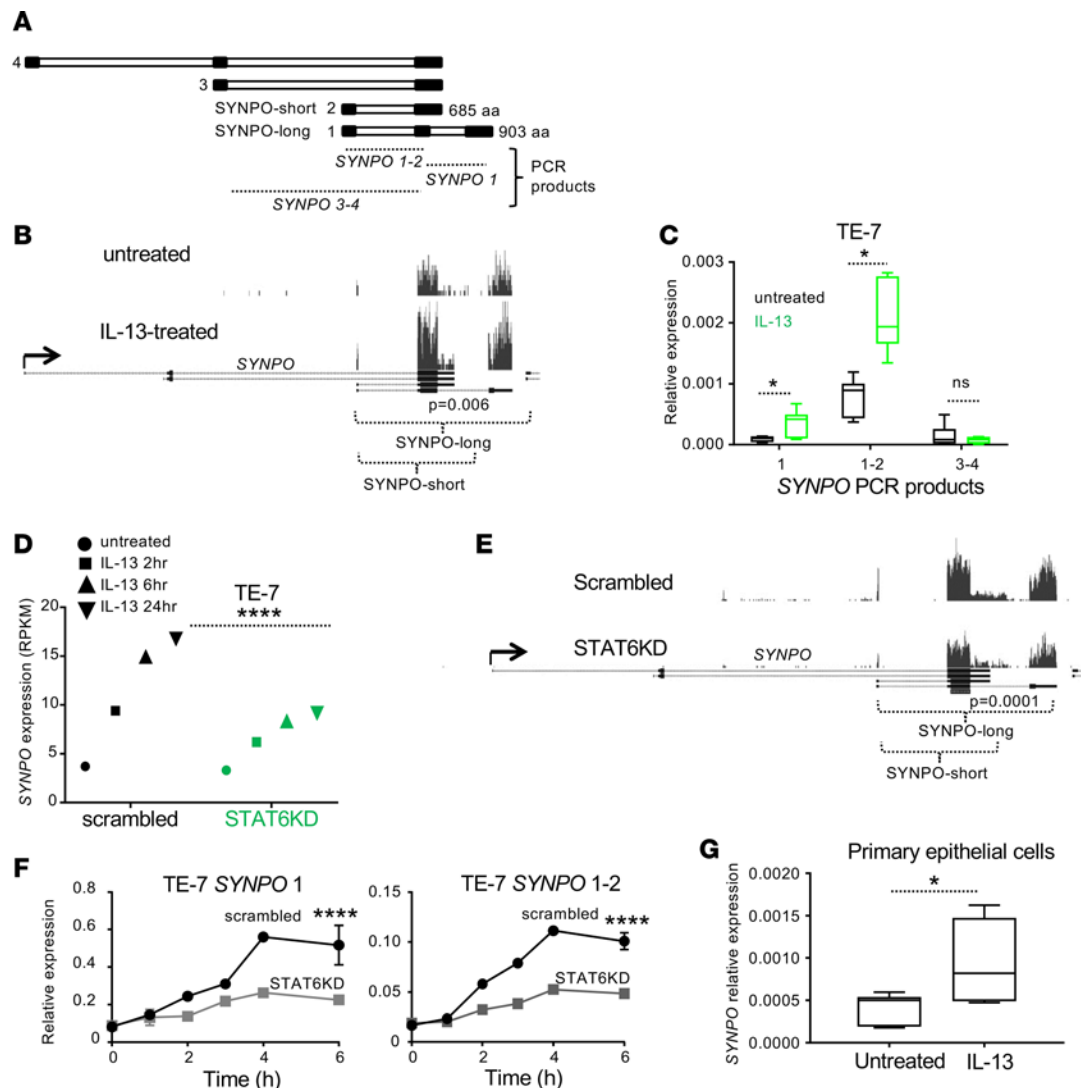 A
4
3
SYNPO-short 2 685 aa
SYNPO-long 1 903 aa
SYNPO 1-2
SYNPO 1
SYNPO 3-4
PCR
products
B
untreated
IL-13-treated
SYNPO
p=0.006
SYNPO-long
SYNPO-short
C
TE-7
Relative expression
0.003
0.002
0.001
0.000
untreated
IL-13
*
*
ns
1 1-2 3-4
SYNPO PCR products
D
untreated
IL-13 2hr
IL-13 6hr
IL-13 24hr
TE-7
****
SYNPO expression (RPKM)
20
15
10
5
0
scrambled STAT6KD
E
Scrambled
STAT6KD
SYNPO
p=0.0001
SYNPO-long
SYNPO-short
F
TE-7 SYNPO 1
Relative expression
0.8
0.6
0.4
0.2
0
scrambled
****
STAT6KD
0 2 4 6
Time (h)
TE-7 SYNPO 1-2
0.15
0.10
0.05
0
scrambled
****
STAT6KD
0 2 4 6
Time (h)
G
Primary epithelial cells
*
SYNPO relative expression
0.0020
0.0015
0.0010
0.0005
0.0000
Untreated IL-13